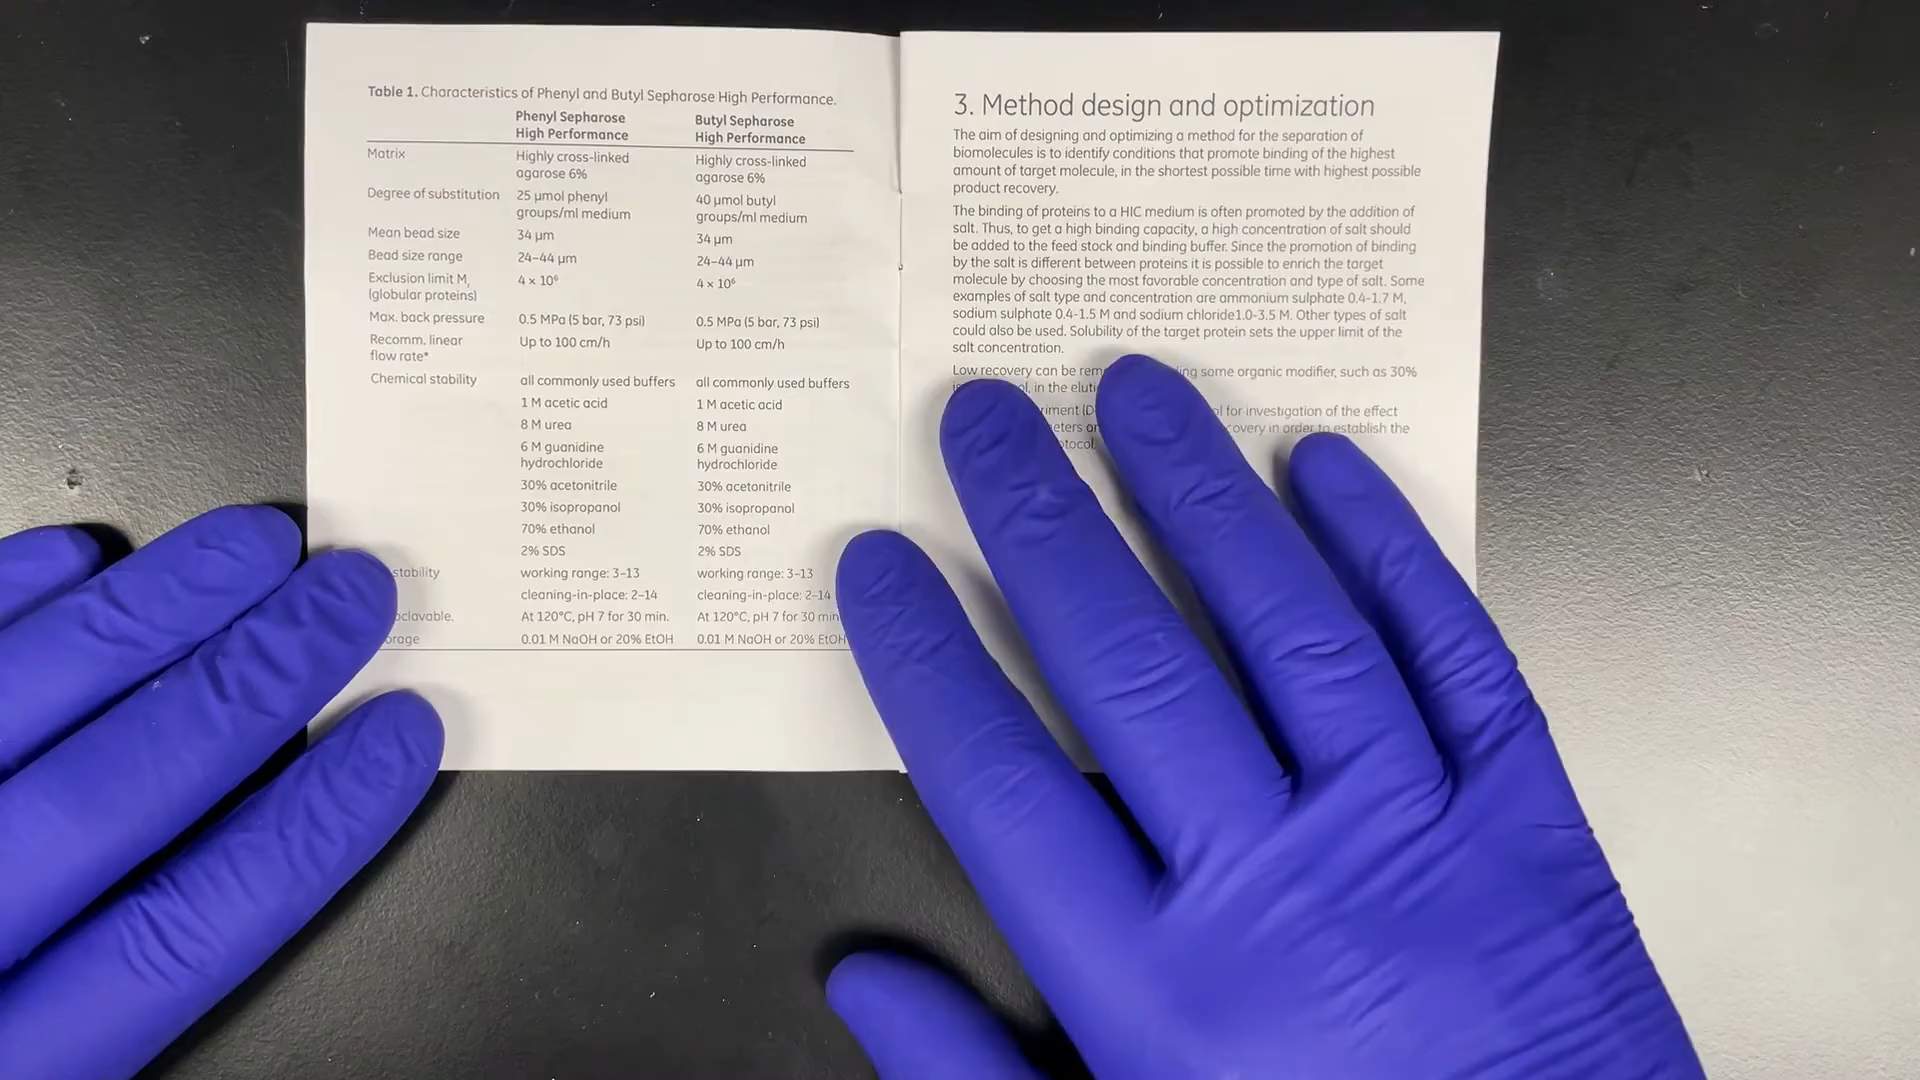 Table 1. Characteristics of Phenyl and Butyl Sepharose High Performance.
Phenyl Sepharose High Performance Butyl Sepharose High Performance
Matrix Highly cross-linked agarose 6% Highly cross-linked agarose 6%
Degree of substitution 25 µmol phenyl groups/ml medium 40 µmol butyl groups/ml medium
Mean bead size 34 µm 34 µm
Bead size range 24–44 µm 24–44 µm
Exclusion limit Mr (globular proteins) 4 x 10⁶ 4 x 10⁶
Max. back pressure 0.5 MPa (5 bar, 73 psi) 0.5 MPa (5 bar, 73 psi)
Recomm. linear flow rate* Up to 100 cm/h Up to 100 cm/h
Chemical stability all commonly used buffers all commonly used buffers
1 M acetic acid 1 M acetic acid
8 M urea 8 M urea
6 M guanidine hydrochloride 6 M guanidine hydrochloride
30% acetonitrile 30% acetonitrile
30% isopropanol 30% isopropanol
70% ethanol 70% ethanol
2% SDS 2% SDS
stability working range: 3–13 working range: 3–13
cleaning-in-place: 2–14 cleaning-in-place: 2–14
At 120°C, pH 7 for 30 min. At 120°C, pH 7 for 30 min
0.01 M NaOH or 20% EtOH 0.01 M NaOH or 20% EtOH
3. Method design and optimization
The aim of designing and optimizing a method for the separation of
biomolecules is to identify conditions that promote binding of the highest
amount of target molecule, in the shortest possible time with highest possible
product recovery.
The binding of proteins to a HIC medium is often promoted by the addition of
salt. Thus, to get a high binding capacity, a high concentration of salt should
be added to the feed stock and binding buffer. Since the promotion of binding
by the salt is different between proteins it is possible to enrich the target
molecule by choosing the most favorable concentration and type of salt. Some
examples of salt type and concentration are ammonium sulphate 0.4-1.7 M,
sodium sulphate 0.4-1.5 M and sodium chloride1.0-3.5 M. Other types of salt
could also be used. Solubility of the target protein sets the upper limit of the
salt concentration.
Low recovery can be some organic modifier, such as 30%
in the
for investigation of the effect
in order to establish the